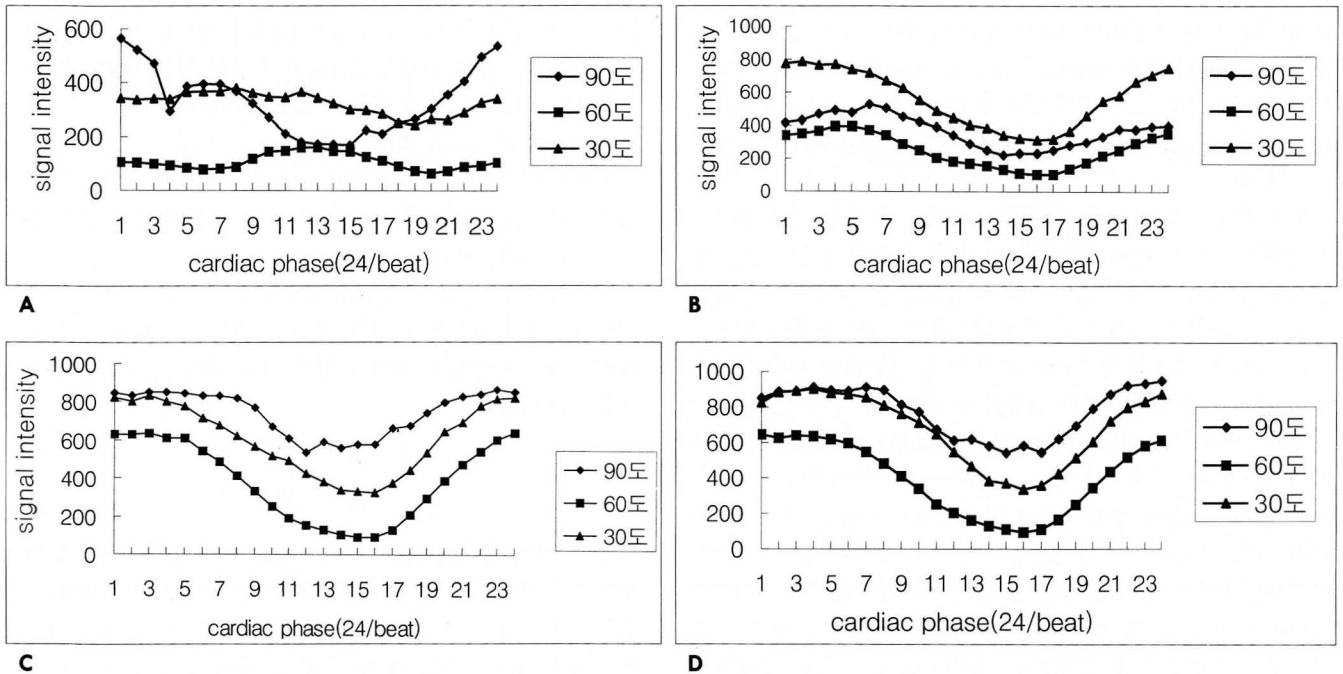 600
400
200
0
signal intensity
1 3 5 7 9 11 13 15 17 19 21 23
cardiac phase(24/beat)
90도
60도
30도
A
1000
800
600
400
200
0
signal intensity
1 3 5 7 9 11 13 15 17 19 21 23
cardiac phase(24/beat)
90도
60도
30도
B
1000
800
600
400
200
0
signal intensity
1 3 5 7 9 11 13 15 17 19 21 23
cardiac phase(24/beat)
90도
60도
30도
C
1000
800
600
400
200
0
1 3 5 7 9 11 13 15 17 19 21 23
cardiac phase(24/beat)
90도
60도
30도
D